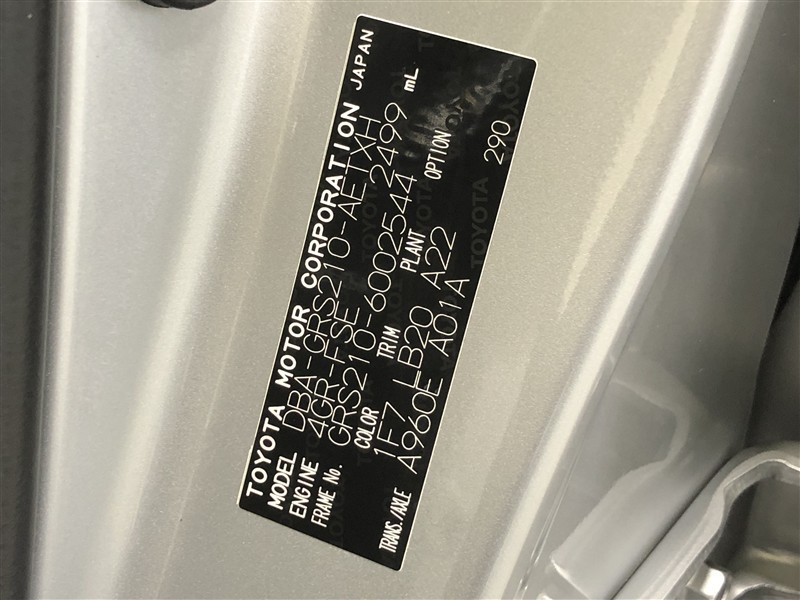 TOYOTA MOTOR CORPORATION JAPAN
MODEL DBA-GRS210-AETXH
ENGINE 4GR-FSE 2499 mL
FRAME No. GRS210-6002544
COLOR TRIM PLANT OPTION
1F7 LB20 A22 290
TRANS./AXLE A960E A01A